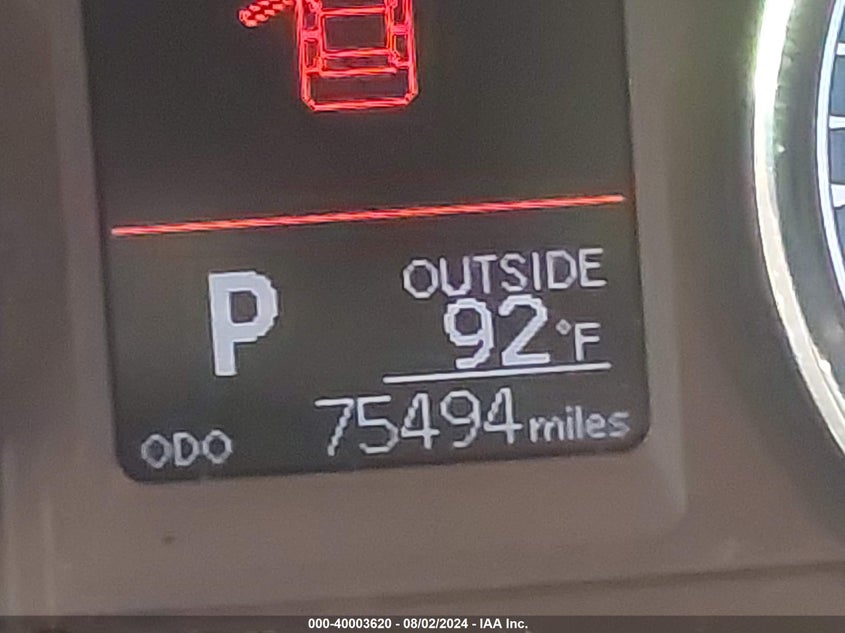 P
OUTSIDE
92°F
ODO 75494 miles
000-40003620 - 08/02/2024 - IAA Inc.